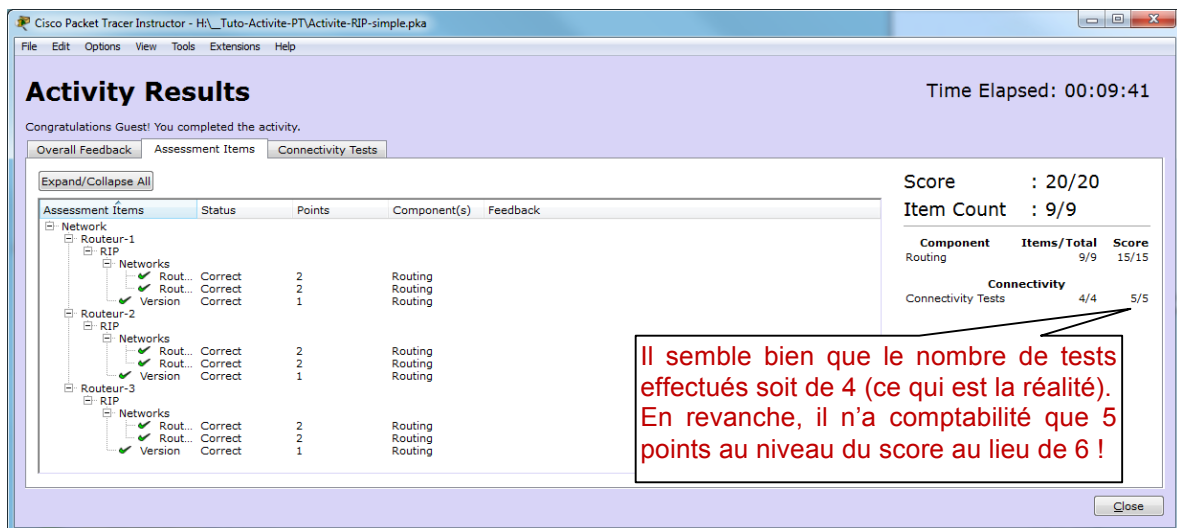 Cisco Packet Tracer Instructor - H:\_Tuto-Activite-PT\Activite-RIP-simple.pka
File Edit Options View Tools Extensions Help
Activity Results
Time Elapsed: 00:09:41
Congratulations Guest! You completed the activity.
Overall Feedback Assessment Items Connectivity Tests
Expand/Collapse All
Assessment Items Status Points Component(s) Feedback
Network
Routeur-1
RIP
Networks
Rout... Correct 2 Routing
Rout... Correct 2 Routing
Version Correct 1 Routing
Routeur-2
RIP
Networks
Rout... Correct 2 Routing
Rout... Correct 2 Routing
Version Correct 1 Routing
Routeur-3
RIP
Networks
Rout... Correct 2 Routing
Rout... Correct 2 Routing
Version Correct 1 Routing
Score : 20/20
Item Count : 9/9
Component Items/Total Score
Routing 9/9 15/15
Connectivity
Connectivity Tests 4/4 5/5
Il semble bien que le nombre de tests
effectués soit de 4 (ce qui est la réalité).
En revanche, il n'a comptabilité que 5
points au niveau du score au lieu de 6 !
Close